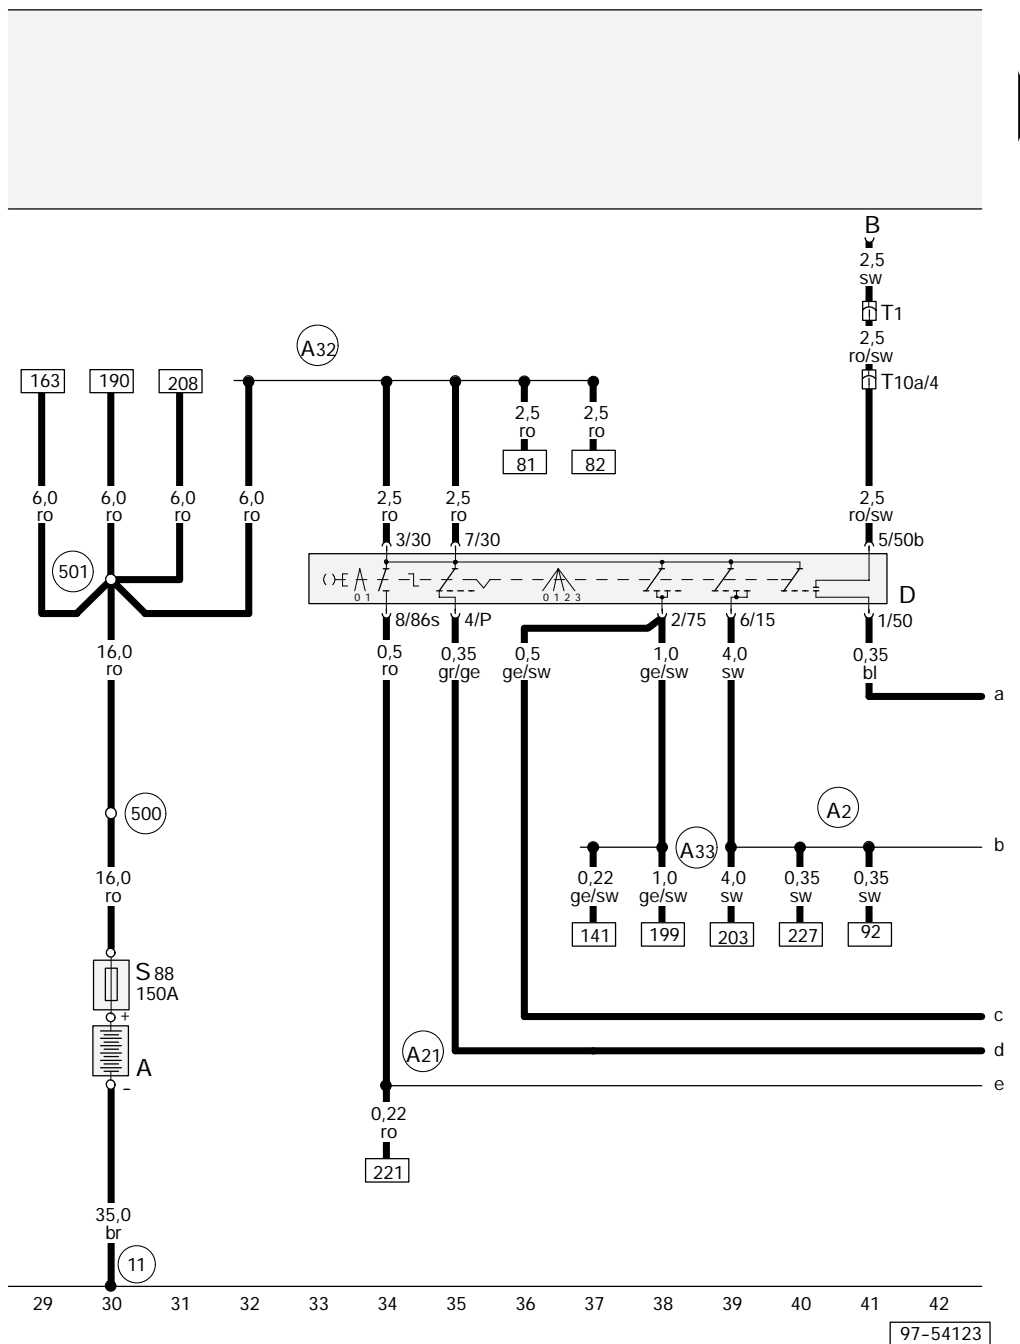 B
2,5
sw
T1
2,5
ro/sw
T10a/4
A32
163 190 208
2,5 2,5
ro ro
81 82
6,0 6,0 6,0 6,0 2,5 2,5 2,5
ro ro ro ro ro ro ro/sw
3/30 7/30 5/50b
501
0 1 0 1 2 3
D
8/86s 4/P 2/75 6/15 1/50
16,0 0,5 0,35 0,5 1,0 4,0 0,35
ro ro gr/ge ge/sw ge/sw sw bl
a
500
A2
A33
b
16,0 0,22 1,0 4,0 0,35 0,35
ro ge/sw ge/sw sw sw sw
141 199 203 227 92
S88
150A
+
c
A21
d
A
–
e
0,22
ro
221
35,0
br
11
29 30 31 32 33 34 35 36 37 38 39 40 41 42
97-54123